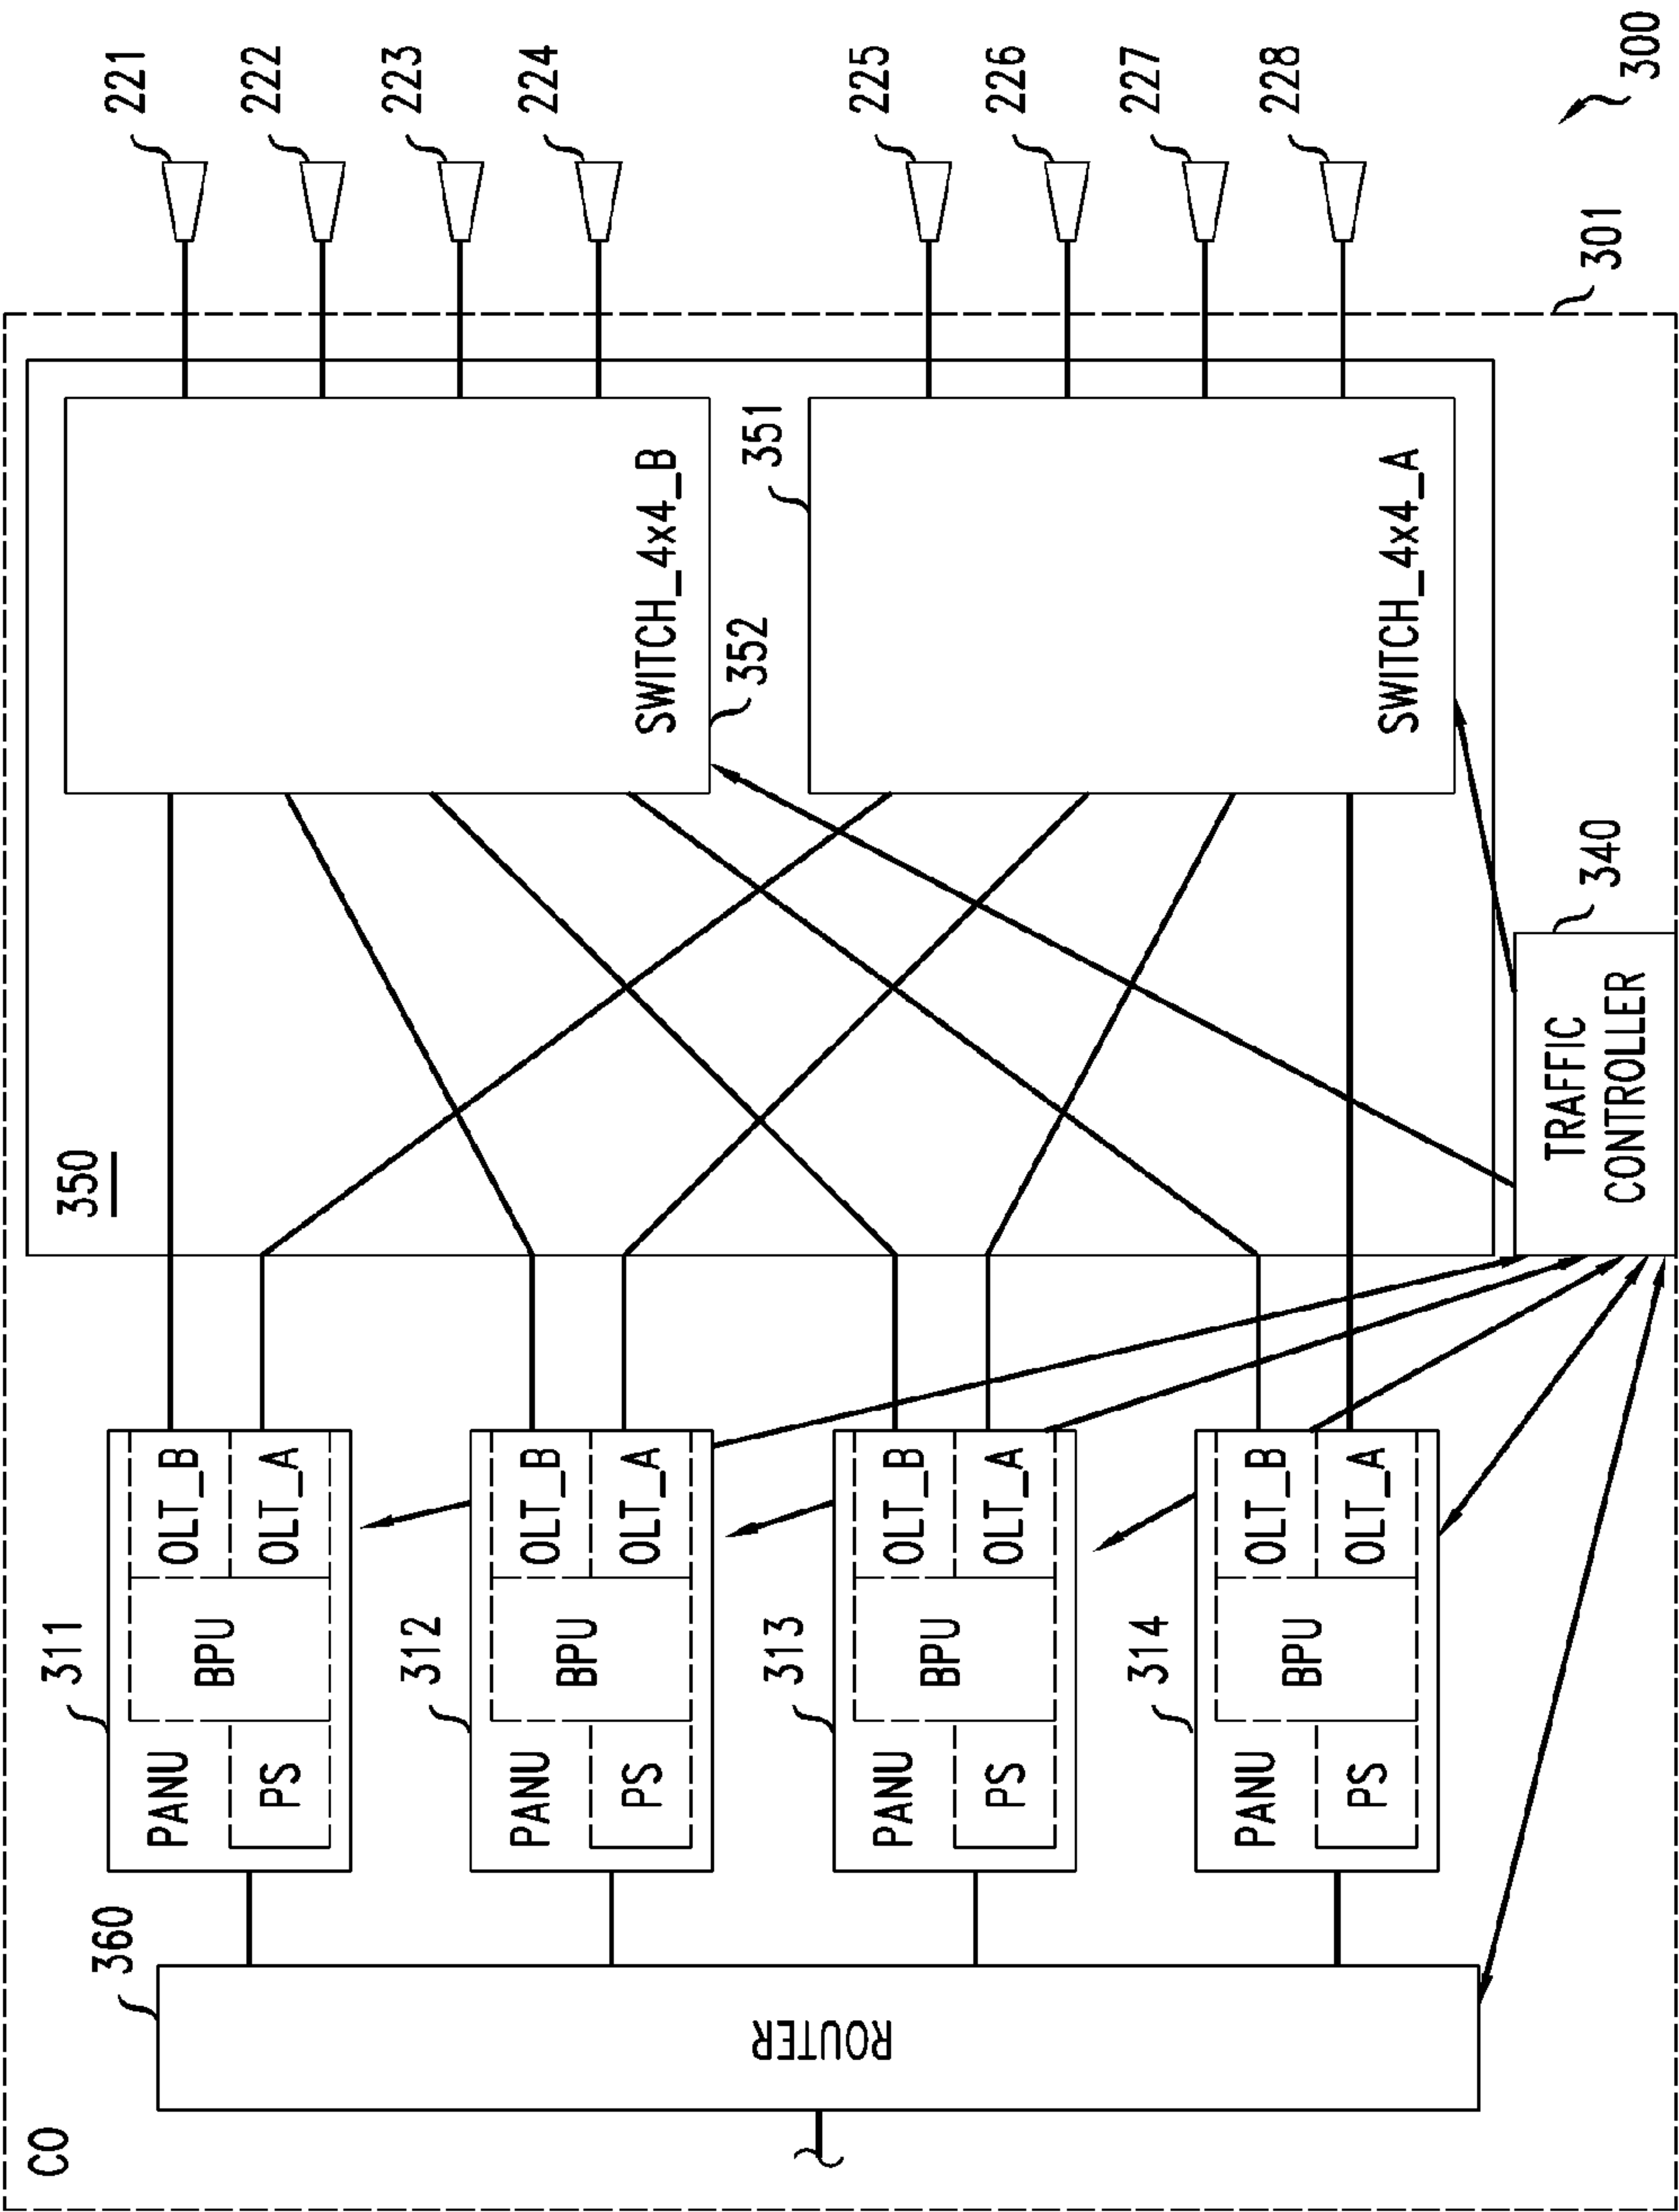 CO
360
ROUTER
311
PANU
PS
BPU
OLT_B
OLT_A
312
PANU
PS
BPU
OLT_B
OLT_A
313
PANU
PS
BPU
OLT_B
OLT_A
314
PANU
PS
BPU
OLT_B
OLT_A
350
SWITCH_4x4_B
352
351
SWITCH_4x4_A
TRAFFIC
CONTROLLER
340
221
222
223
224
225
226
227
228
301
300